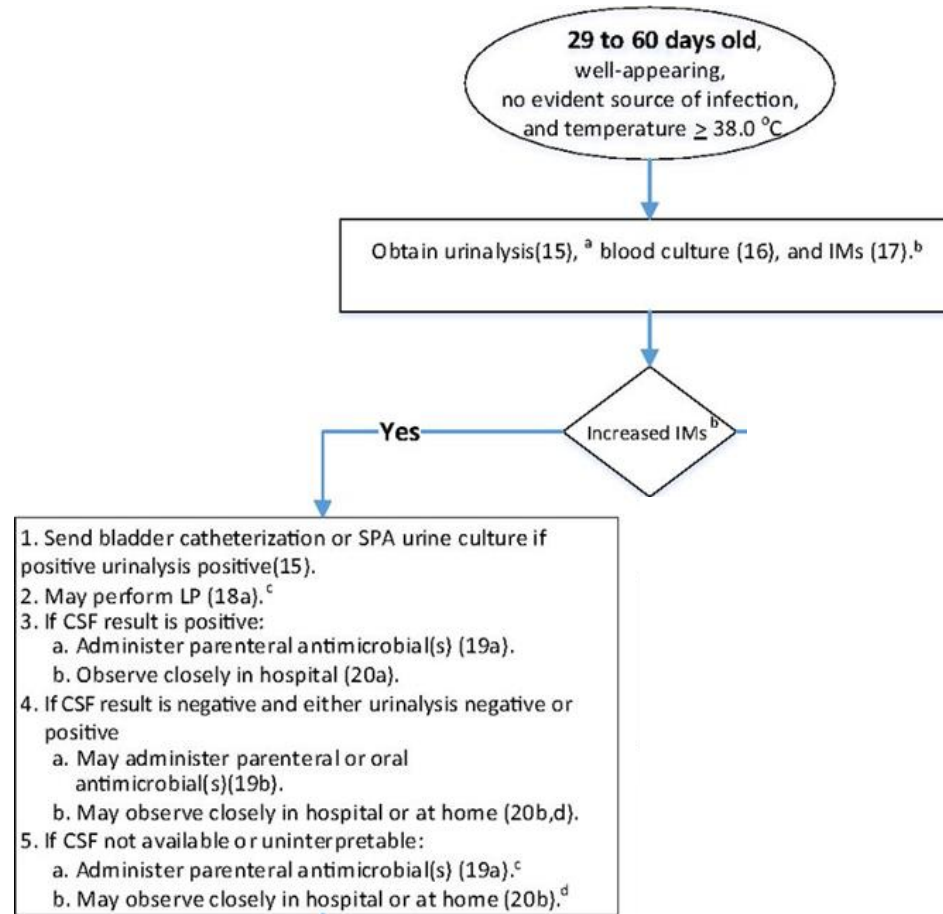 29 to 60 days old,
well-appearing,
no evident source of infection,
and temperature ≥ 38.0 °C
Obtain urinalysis(15), ᵃ blood culture (16), and IMs (17).ᵇ
Increased IMsᵇ
Yes
1. Send bladder catheterization or SPA urine culture if
positive urinalysis positive(15).
2. May perform LP (18a).ᶜ
3. If CSF result is positive:
a. Administer parenteral antimicrobial(s) (19a).
b. Observe closely in hospital (20a).
4. If CSF result is negative and either urinalysis negative or
positive
a. May administer parenteral or oral
antimicrobial(s)(19b).
b. May observe closely in hospital or at home (20b,d).
5. If CSF not available or uninterpretable:
a. Administer parenteral antimicrobial(s) (19a).ᶜ
b. May observe closely in hospital or at home (20b).ᵈ